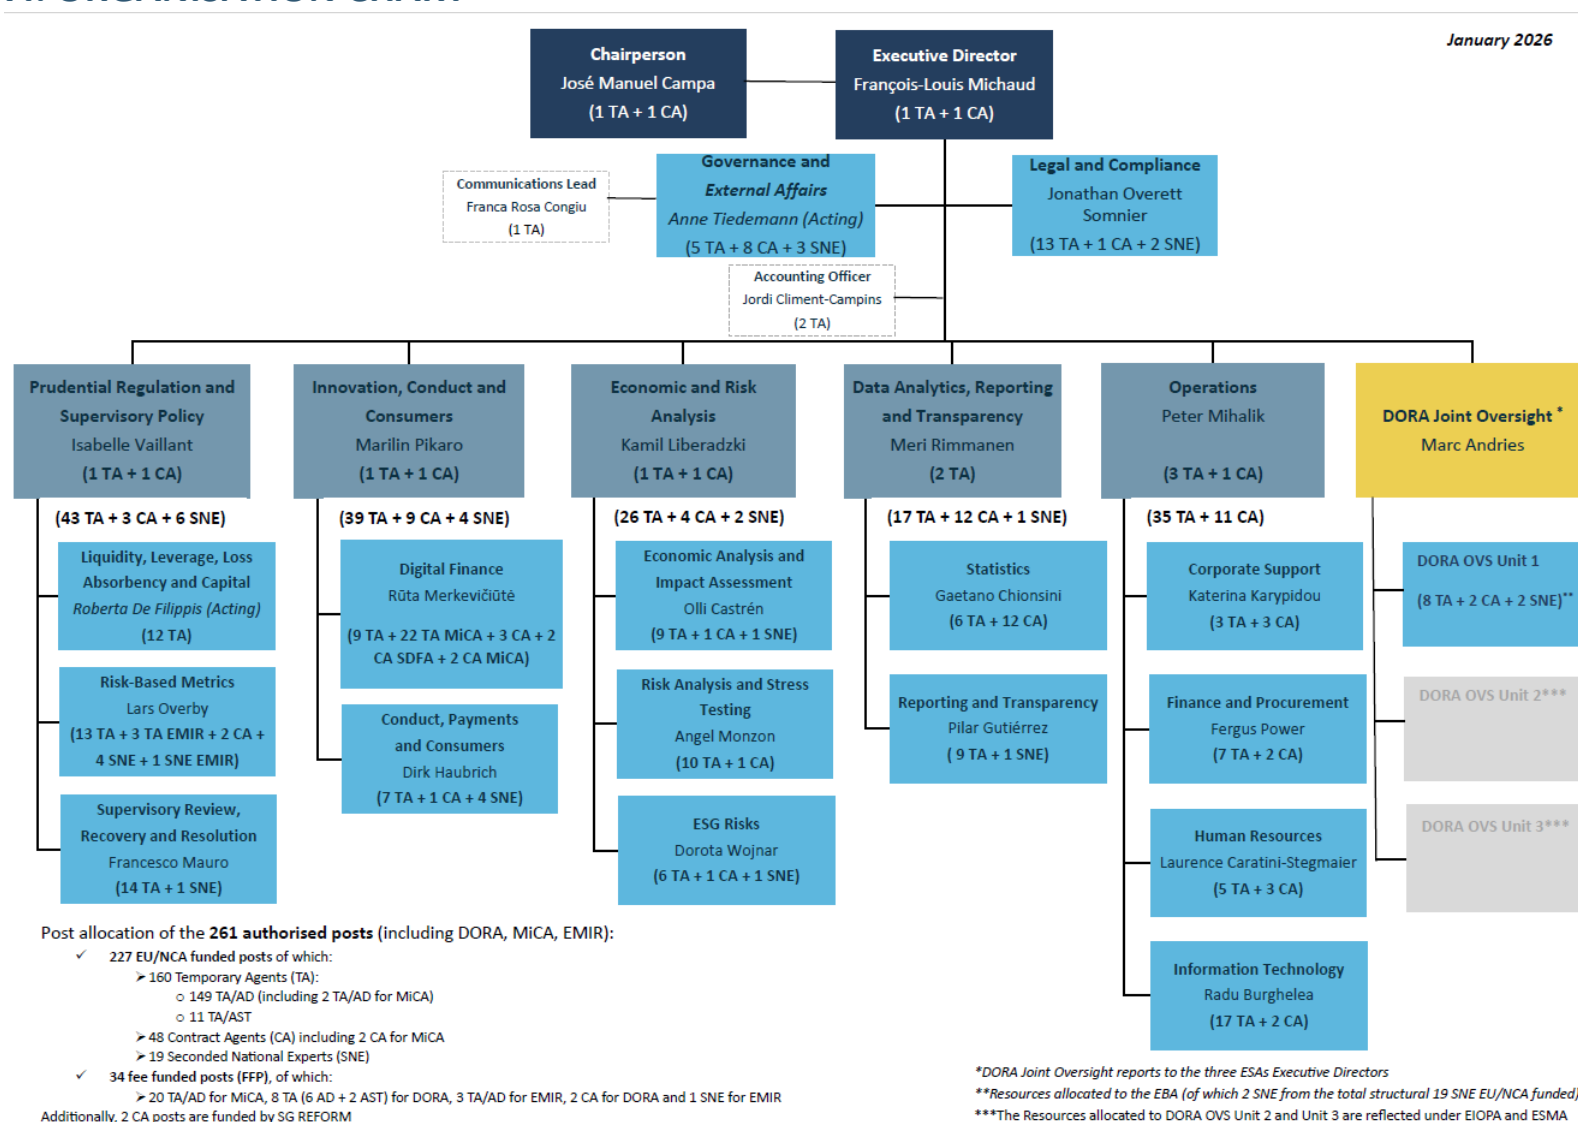 January 2026
Chairperson
José Manuel Campa
(1 TA + 1 CA)
Executive Director
François-Louis Michaud
(1 TA + 1 CA)
Communications Lead
Franca Rosa Congiu
(1 TA)
Governance and
External Affairs
Anne Tiedemann (Acting)
(5 TA + 8 CA + 3 SNE)
Legal and Compliance
Jonathan Overett
Somnier
(13 TA + 1 CA + 2 SNE)
Accounting Officer
Jordi Climent-Campins
(2 TA)
Prudential Regulation and
Supervisory Policy
Isabelle Vaillant
(1 TA + 1 CA)
(43 TA + 3 CA + 6 SNE)
Liquidity, Leverage, Loss
Absorbency and Capital
Roberta De Filippis (Acting)
(12 TA)
Risk-Based Metrics
Lars Overby
(13 TA + 3 TA EMIR + 2 CA +
4 SNE + 1 SNE EMIR)
Supervisory Review,
Recovery and Resolution
Francesco Mauro
(14 TA + 1 SNE)
Innovation, Conduct and
Consumers
Marilin Pikaro
(1 TA + 1 CA)
(39 TA + 9 CA + 4 SNE)
Digital Finance
Rūta Merkevičiūtė
(9 TA + 22 TA MiCA + 3 CA + 2
CA SDFA + 2 CA MiCA)
Conduct, Payments
and Consumers
Dirk Haubrich
(7 TA + 1 CA + 4 SNE)
Economic and Risk
Analysis
Kamil Liberadzki
(1 TA + 1 CA)
(26 TA + 4 CA + 2 SNE)
Economic Analysis and
Impact Assessment
Olli Castrén
(9 TA + 1 CA + 1 SNE)
Risk Analysis and Stress
Testing
Angel Monzon
(10 TA + 1 CA)
ESG Risks
Dorota Wojnar
(6 TA + 1 CA + 1 SNE)
Data Analytics, Reporting
and Transparency
Meri Rimmanen
(2 TA)
(17 TA + 12 CA + 1 SNE)
Statistics
Gaetano Chionsini
(6 TA + 12 CA)
Reporting and Transparency
Pilar Gutiérrez
( 9 TA + 1 SNE)
Operations
Peter Mihalik
(3 TA + 1 CA)
(35 TA + 11 CA)
Corporate Support
Katerina Karypidou
(3 TA + 3 CA)
Finance and Procurement
Fergus Power
(7 TA + 2 CA)
Human Resources
Laurence Caratini-Stegmaier
(5 TA + 3 CA)
Information Technology
Radu Burghelea
(17 TA + 2 CA)
DORA Joint Oversight *
Marc Andries
DORA OVS Unit 1
(8 TA + 2 CA + 2 SNE)**
DORA OVS Unit 2***
DORA OVS Unit 3***
Post allocation of the 261 authorised posts (including DORA, MiCA, EMIR):
✓ 227 EU/NCA funded posts of which:
➢ 160 Temporary Agents (TA):
o 149 TA/AD (including 2 TA/AD for MiCA)
o 11 TA/AST
➢ 48 Contract Agents (CA) including 2 CA for MiCA
➢ 19 Seconded National Experts (SNE)
✓ 34 fee funded posts (FFP), of which:
➢ 20 TA/AD for MiCA, 8 TA (6 AD + 2 AST) for DORA, 3 TA/AD for EMIR, 2 CA for DORA and 1 SNE for EMIR
Additionally, 2 CA posts are funded by SG REFORM
*DORA Joint Oversight reports to the three ESAs Executive Directors
**Resources allocated to the EBA (of which 2 SNE from the total structural 19 SNE EU/NCA funded)
***The Resources allocated to DORA OVS Unit 2 and Unit 3 are reflected under EIOPA and ESMA